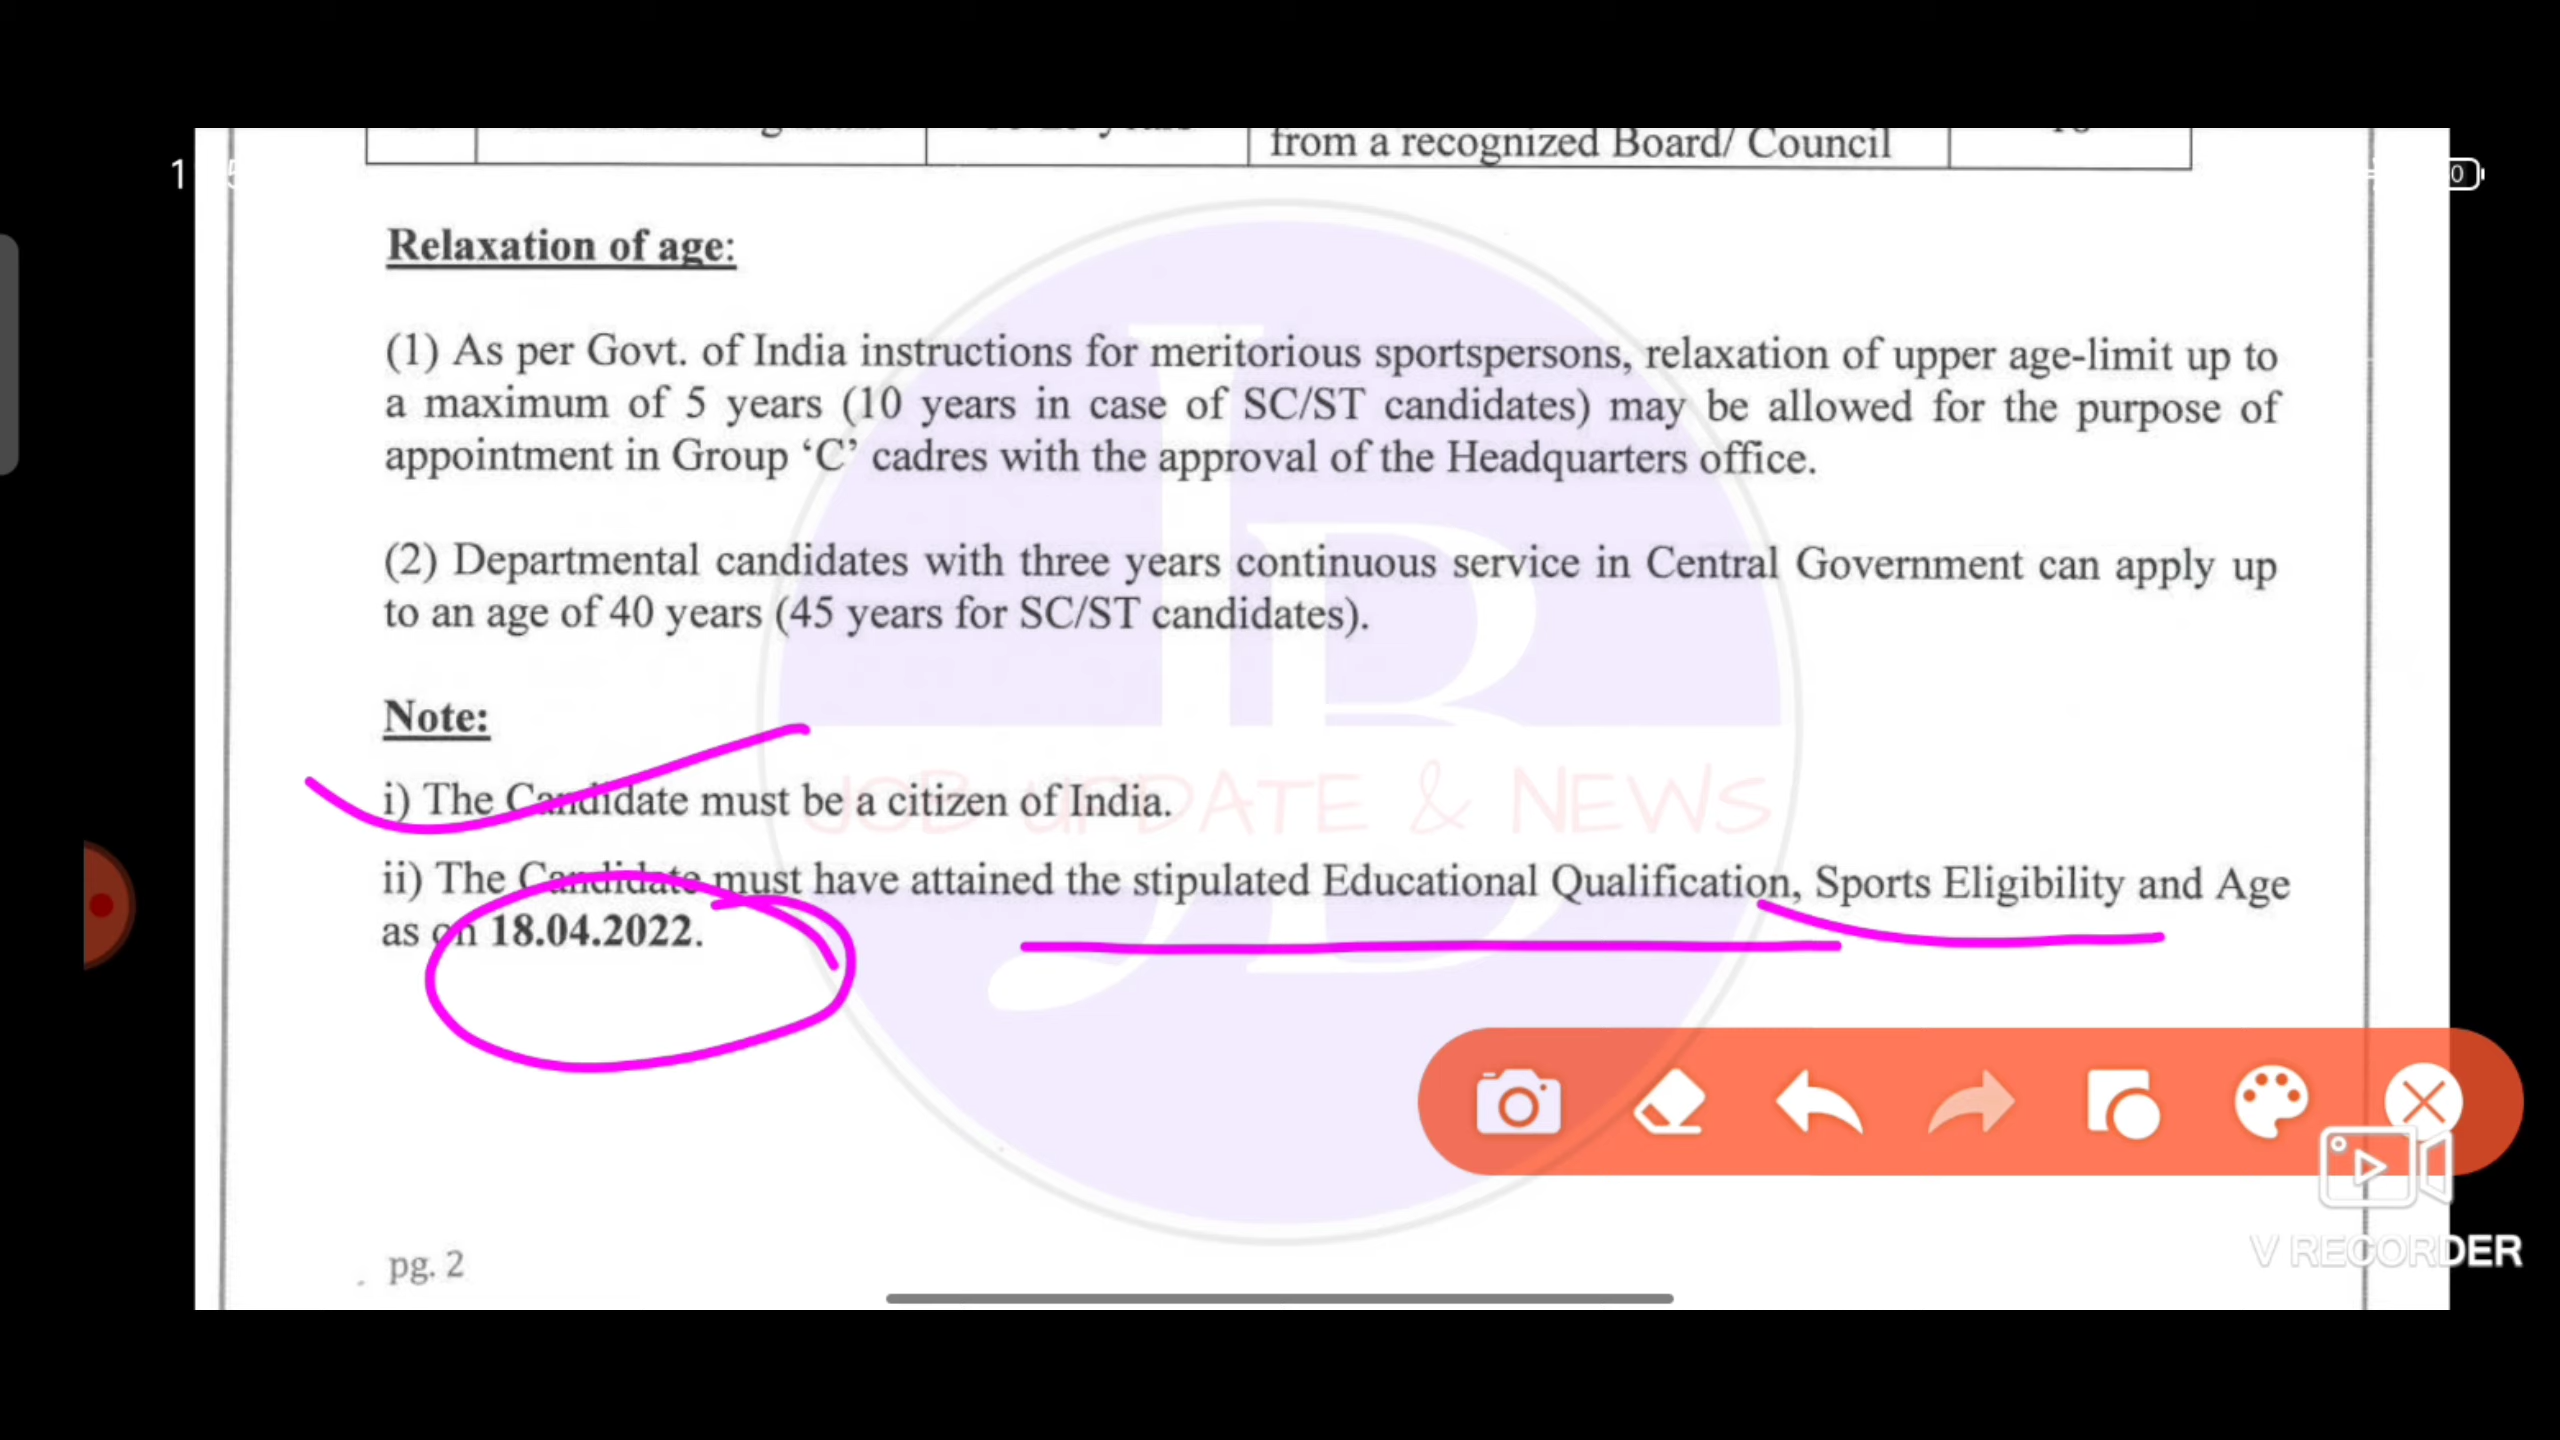 from a recognized Board/ Council
Relaxation of age:
(1) As per Govt. of India instructions for meritorious sportspersons, relaxation of upper age-limit up to
a maximum of 5 years (10 years in case of SC/ST candidates) may be allowed for the purpose of
appointment in Group ‘C’ cadres with the approval of the Headquarters office.
(2) Departmental candidates with three years continuous service in Central Government can apply up
to an age of 40 years (45 years for SC/ST candidates).
Note:
i) The Candidate must be a citizen of India.
JOB UPDATE & NEWS
ii) The Candidate must have attained the stipulated Educational Qualification, Sports Eligibility and Age
as on 18.04.2022.
V RECORDER
pg. 2